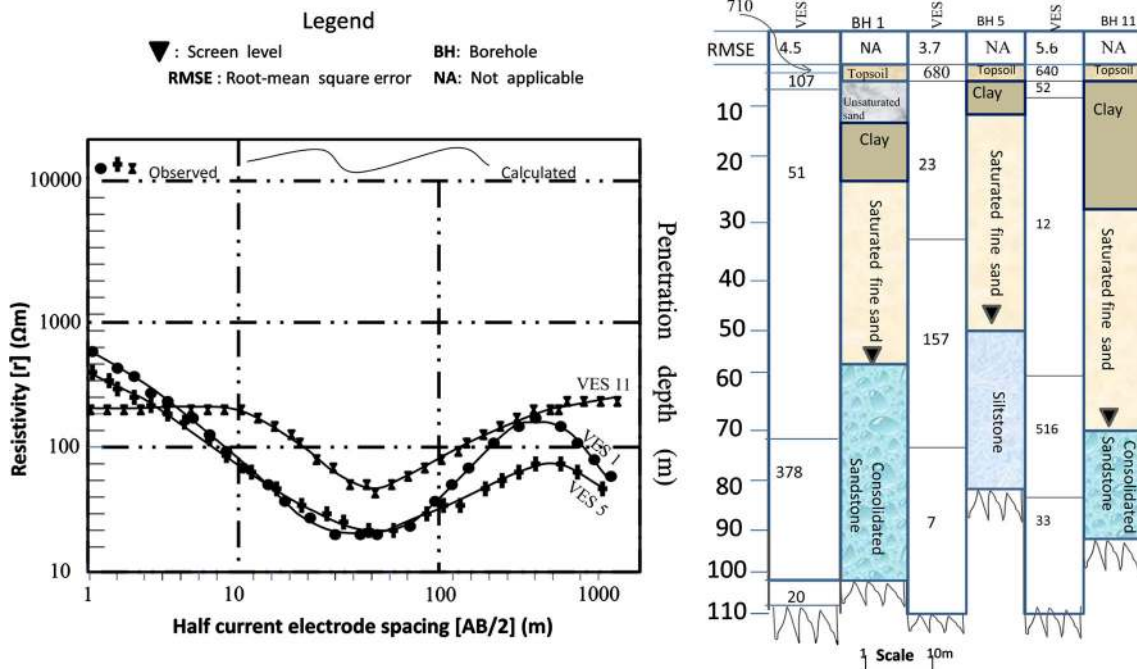 Legend
▼: Screen level
BH: Borehole
RMSE : Root-mean square error
NA: Not applicable
Observed
Calculated
10000
1000
100
10
1
10
100
1000
Resistivity [r] (Ωm)
Half current electrode spacing [AB/2] (m)
VES 11
VES 1
VES 5
Penetration depth (m)
710
VES
BH 1
VES
BH 5
VES
BH 11
RMSE
4.5
NA
3.7
NA
5.6
NA
10
20
30
40
50
60
70
80
90
100
110
107
51
378
20
Topsoil
Unsaturated
sand
Clay
Saturated fine sand
Consolidated
Sandstone
680
23
157
7
Topsoil
Clay
Saturated fine sand
Siltstone
640
52
12
516
33
Topsoil
Clay
Saturated fine sand
Consolidated
Sandstone
1 Scale 10m